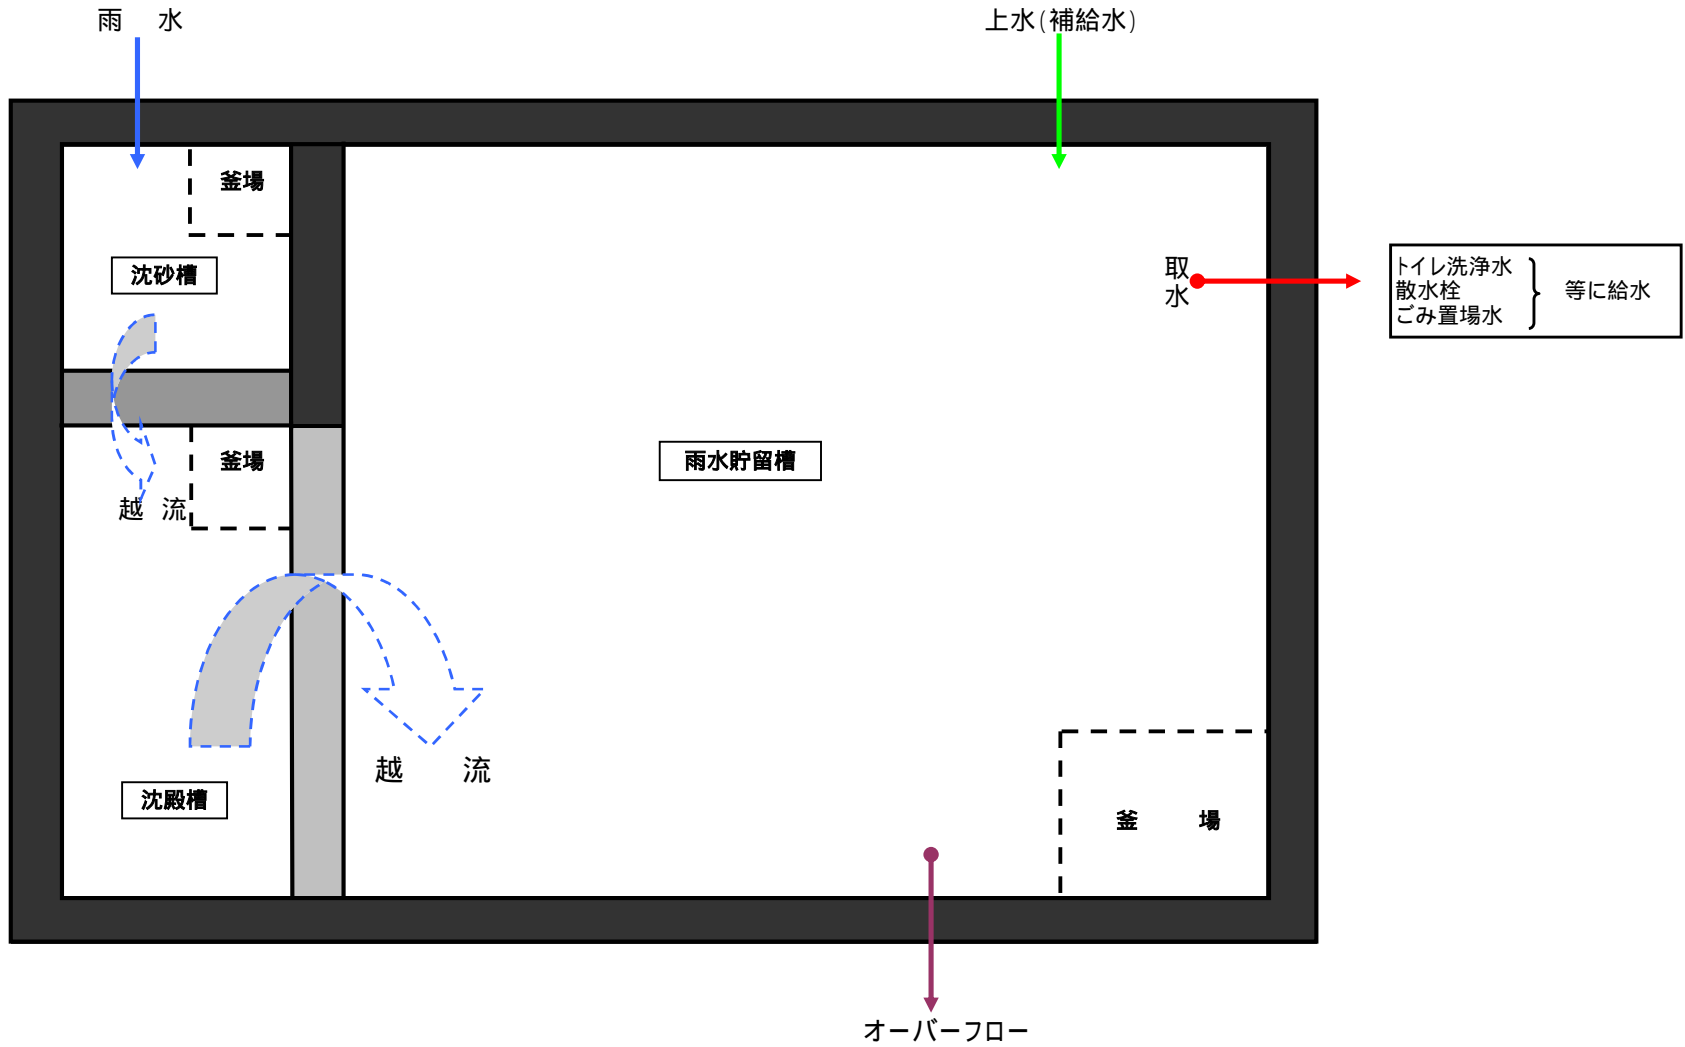 雨　水
上水(補給水)
釜場
沈砂槽
取
水
トイレ洗浄水
散水栓
ごみ置場水
等に給水
釜場
雨水貯留槽
越 流
越　流
沈殿槽
釜　場
オーバーフロー